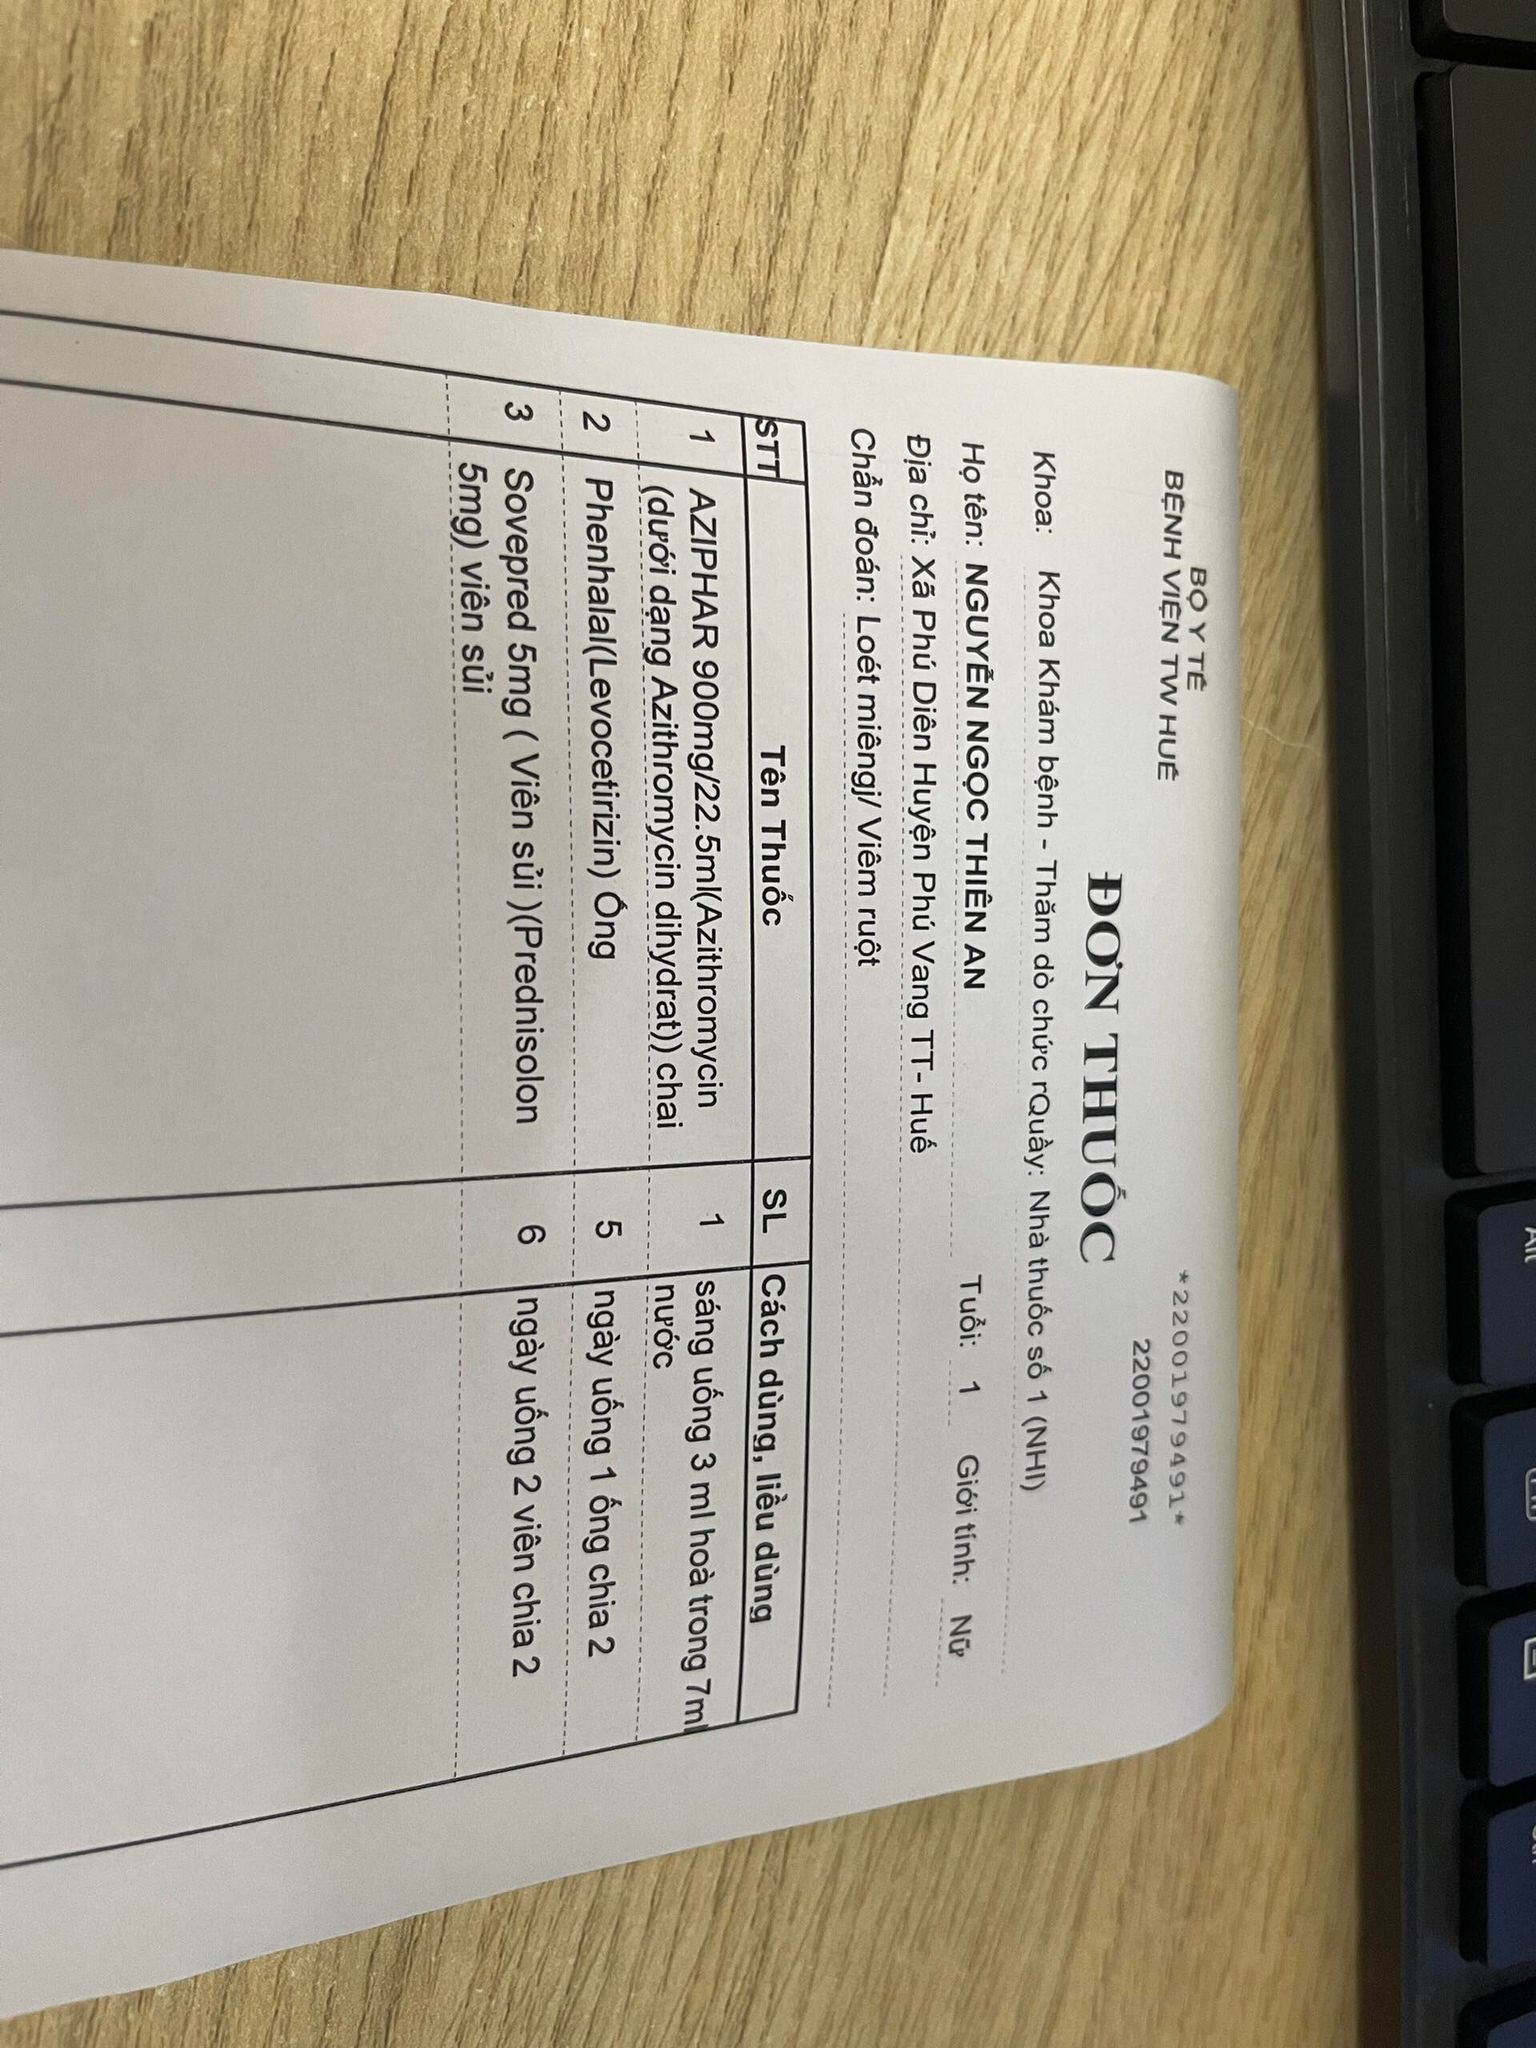 BỘ Y TẾ
BỆNH VIỆN TW HUẾ
*22001979491*
22001979491
ĐƠN THUỐC
Khoa: Khoa Khám bệnh - Thăm dò chức rQuầy: Nhà thuốc số 1 (NHI)
Họ tên: NGUYỄN NGỌC THIÊN AN Tuổi: 1 Giới tính: Nữ
Địa chỉ: Xã Phú Diên Huyện Phú Vang TT- Huế
Chẩn đoán: Loét miêngj/ Viêm ruột
STT Tên Thuốc SL Cách dùng, liều dùng
1 AZIPHAR 900mg/22.5ml(Azithromycin 1 sáng uống 3 ml hoà trong 7ml
(dưới dạng Azithromycin dihydrat)) chai nước
2 Phenhalal(Levocetirizin) Ống 5 ngày uống 1 ống chia 2
3 Sovepred 5mg ( Viên sủi )(Prednisolon 6 ngày uống 2 viên chia 2
5mg) viên sủi
Alt